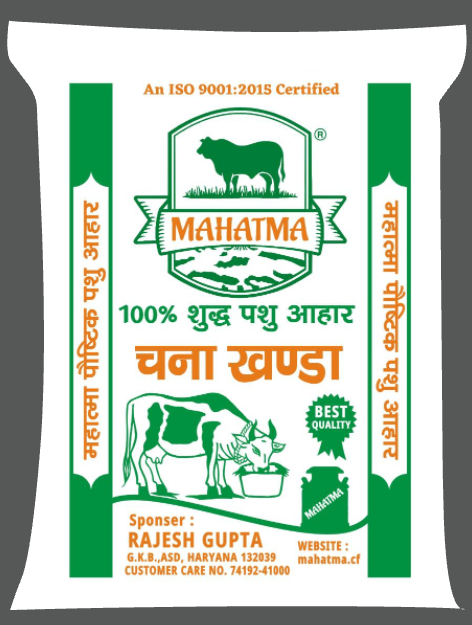 An ISO 9001:2015 Certified
®
MAHATMA
100% शुद्ध पशु आहार
चना खण्डा
महात्मा पौष्टिक पशु आहार
महात्मा पौष्टिक पशु आहार
BEST
QUALITY
MAHATMA
Sponser :
RAJESH GUPTA
G.K.B.,ASD, HARYANA 132039
CUSTOMER CARE NO. 74192-41000
WEBSITE :
mahatma.cf